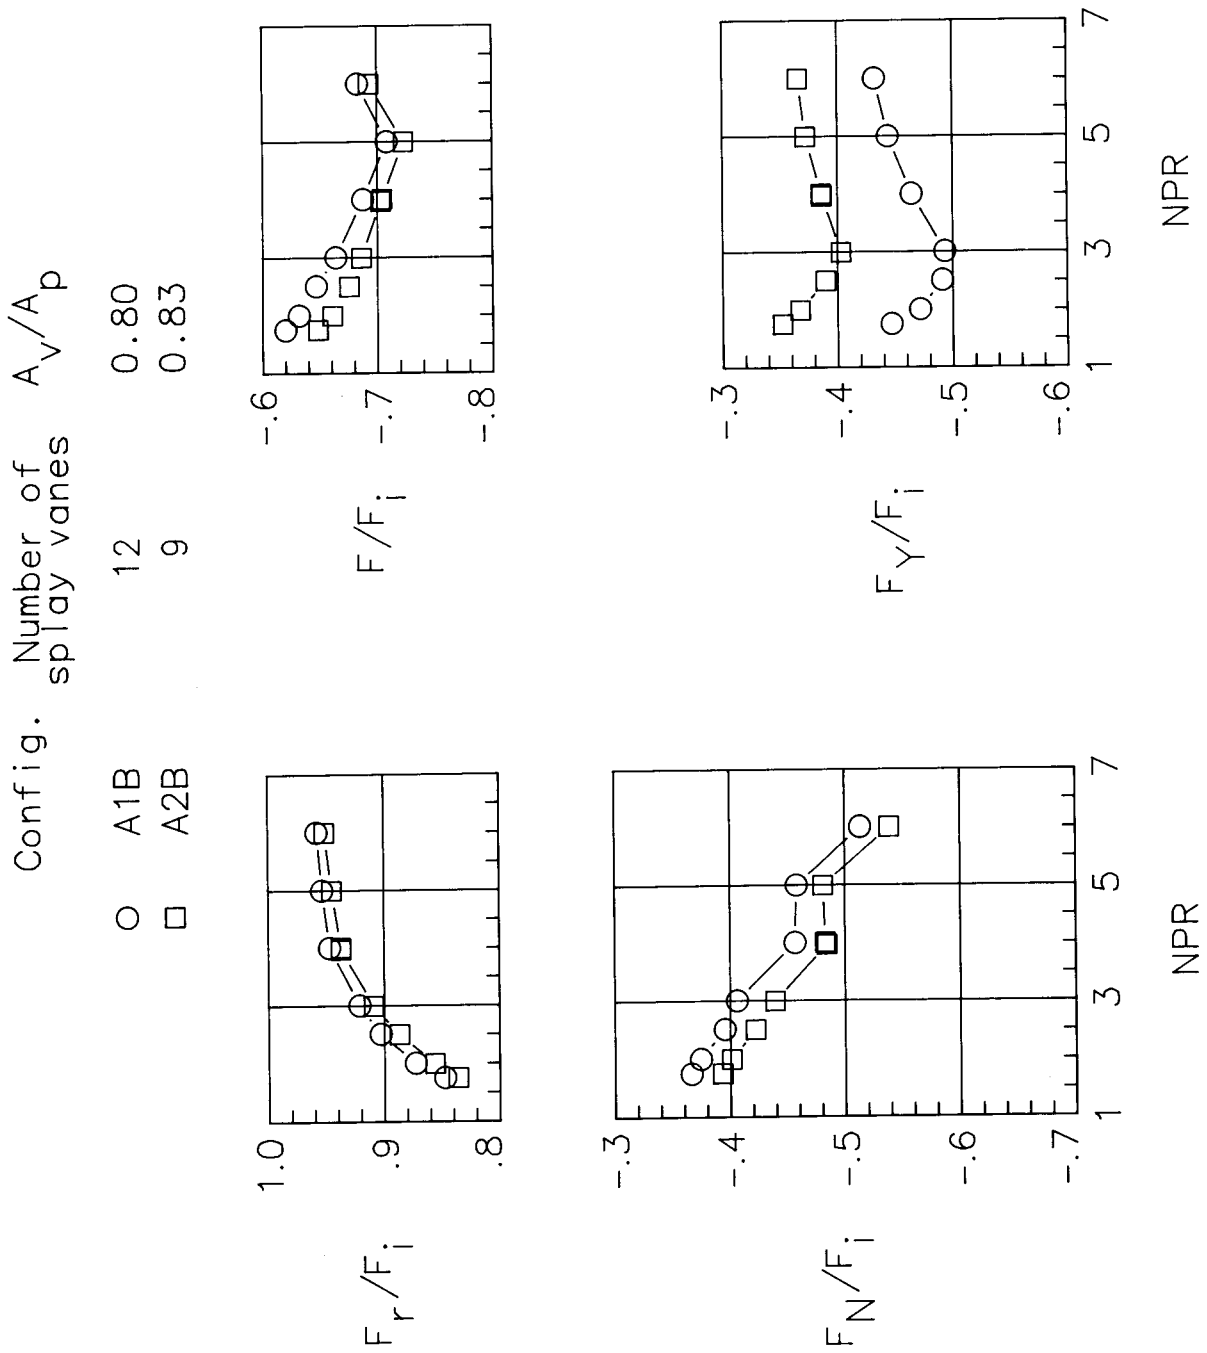 Config. Number of splay vanes A_v/A_p
○ A1B 12 0.80
□ A2B 9 0.83
F_r/F_i
1.0
.9
.8
F/F_i
-.6
-.7
-.8
F_N/F_i
-.3
-.4
-.5
-.6
-.7
1 3 5 7
NPR
F_Y/F_i
-.3
-.4
-.5
-.6
1 3 5 7
NPR